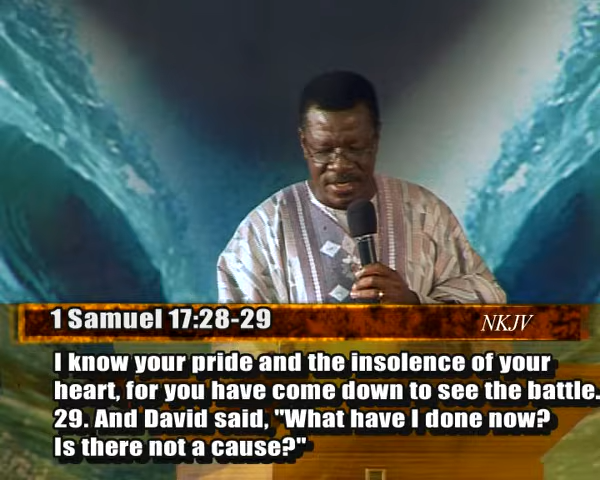 1 Samuel 17:28-29 NKJV
I know your pride and the insolence of your
heart, for you have come down to see the battle.
29. And David said, "What have I done now?
Is there not a cause?"